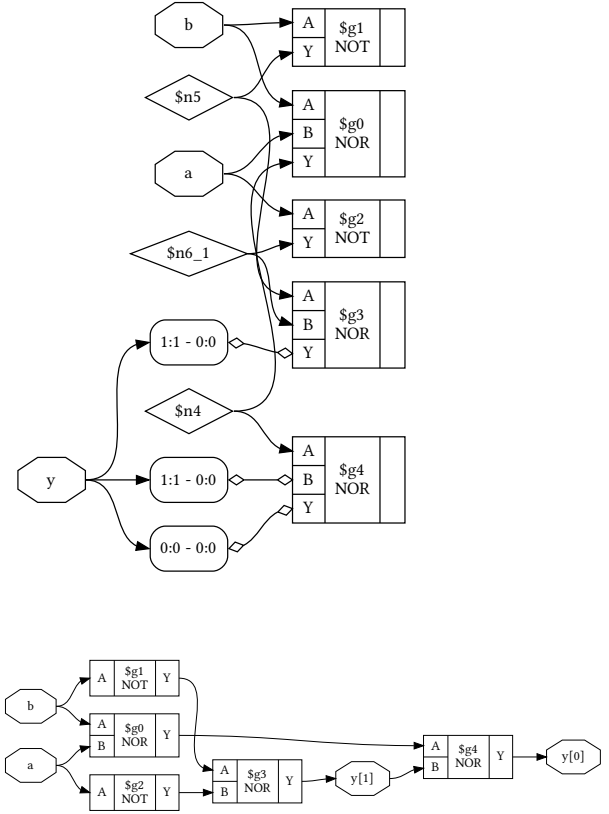 b
A $g1
Y NOT
$n5
A $g0
B NOR
Y
a
A $g2
Y NOT
$n6_1
A $g3
B NOR
Y
1:1 - 0:0
$n4
A $g4
B NOR
Y
y
1:1 - 0:0
0:0 - 0:0
b
A $g1 NOT Y
A $g0 Y
B NOR
a
A $g2 NOT Y
A $g3 Y
B NOR
y[1]
A $g4 Y
B NOR
y[0]